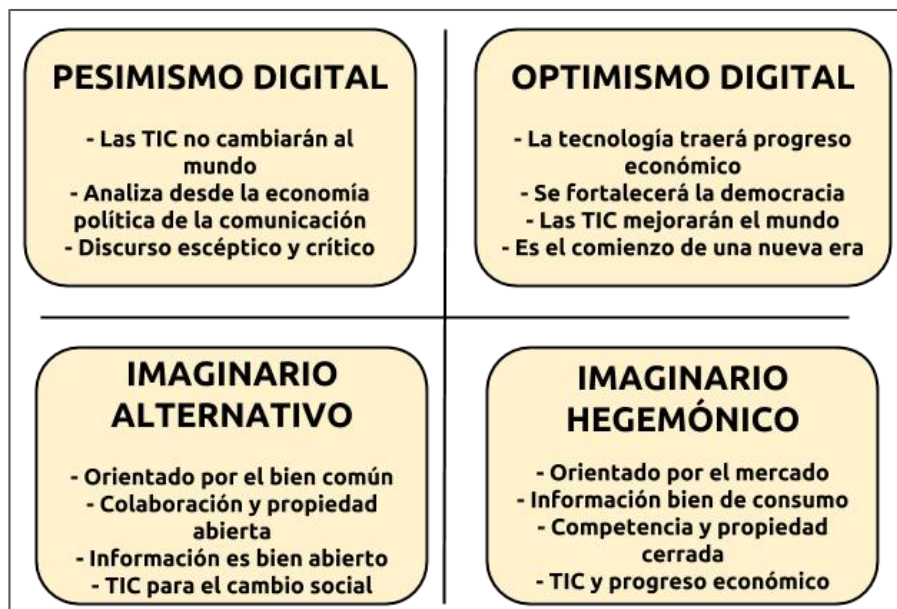 PESIMISMO DIGITAL
- Las TIC no cambiarán al
mundo
- Analiza desde la economía
política de la comunicación
- Discurso escéptico y crítico
OPTIMISMO DIGITAL
- La tecnología traerá progreso
económico
- Se fortalecerá la democracia
- Las TIC mejorarán el mundo
- Es el comienzo de una nueva era
IMAGINARIO
ALTERNATIVO
- Orientado por el bien común
- Colaboración y propiedad
abierta
- Información es bien abierto
- TIC para el cambio social
IMAGINARIO
HEGEMÓNICO
- Orientado por el mercado
- Información bien de consumo
- Competencia y propiedad
cerrada
- TIC y progreso económico